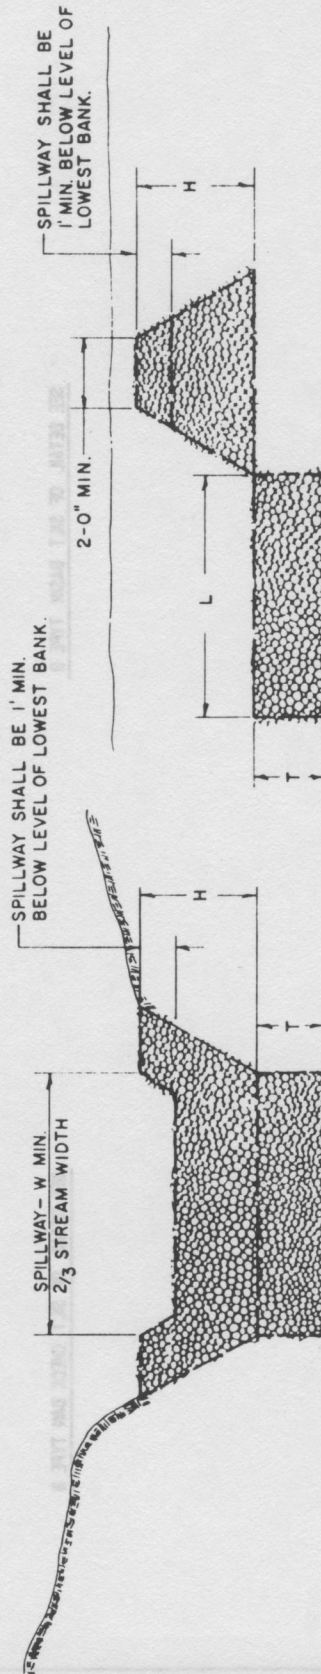 SPILLWAY SHALL BE 1' MIN.
BELOW LEVEL OF LOWEST BANK.
SPILLWAY - W MIN.
2/3 STREAM WIDTH
H
T
SPILLWAY SHALL BE
1' MIN. BELOW LEVEL OF
LOWEST BANK.
2-0" MIN.
H
L
T